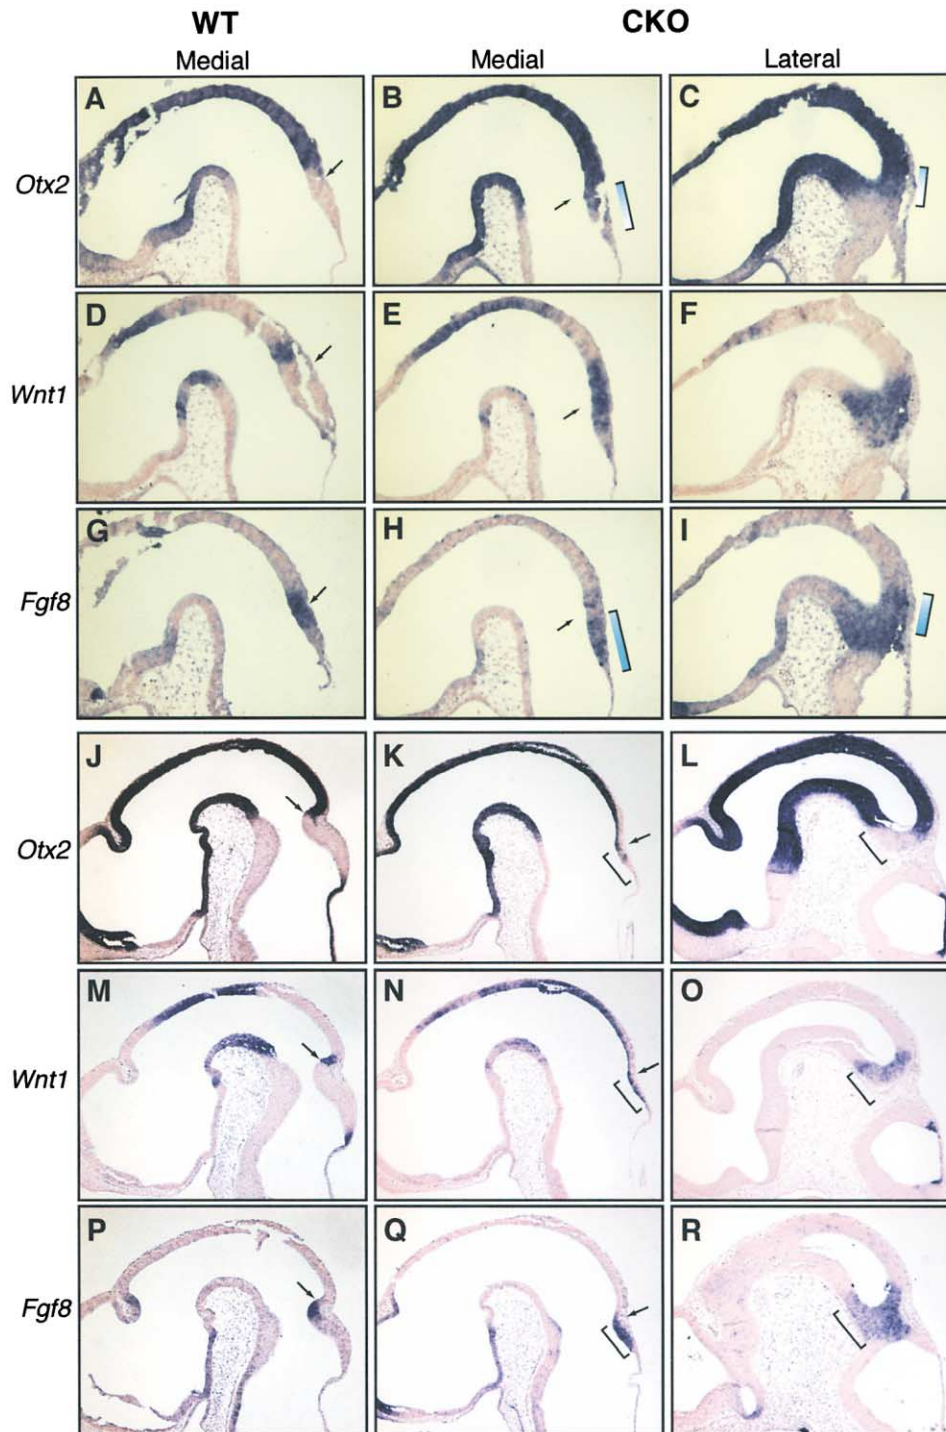 WT CKO
Medial Medial Lateral
A B C
Otx2
D E F
Wnt1
G H I
Fgf8
J K L
Otx2
M N O
Wnt1
P Q R
Fgf8